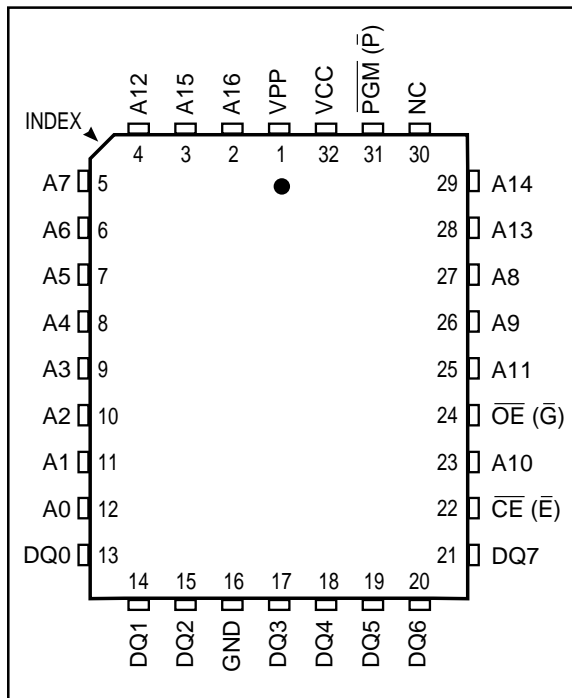 A12 A15 A16 VPP VCC P̅G̅M̅ (P̅) NC
INDEX
4 3 2 1 32 31 30
A7 5 29 A14
A6 6 28 A13
A5 7 27 A8
A4 8 26 A9
A3 9 25 A11
A2 10 24 O̅E̅ (G̅)
A1 11 23 A10
A0 12 22 C̅E̅ (E̅)
DQ0 13 21 DQ7
14 15 16 17 18 19 20
DQ1 DQ2 GND DQ3 DQ4 DQ5 DQ6